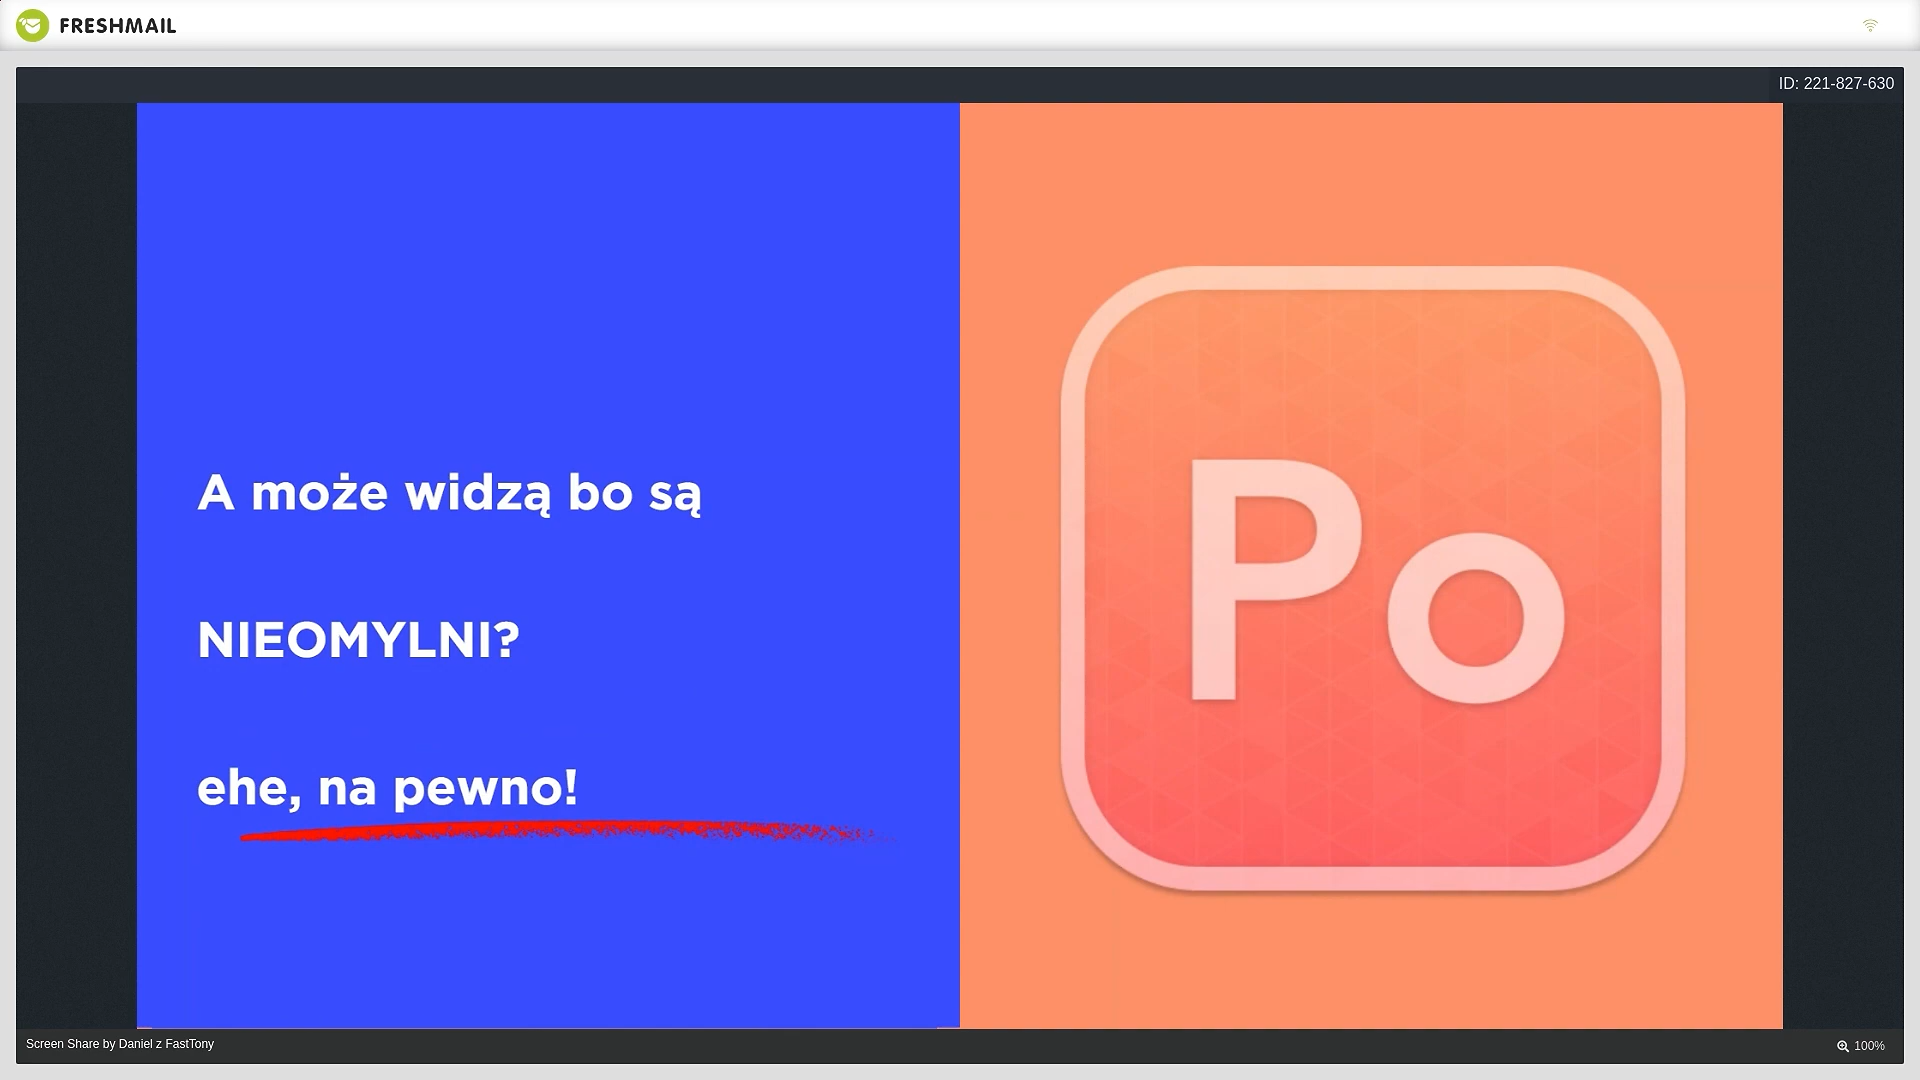 FRESHMAIL
ID: 221-827-630
A może widzą bo są
NIEOMYLNI?
ehe, na pewno!
Po
Screen Share by Daniel z FastTony
100%